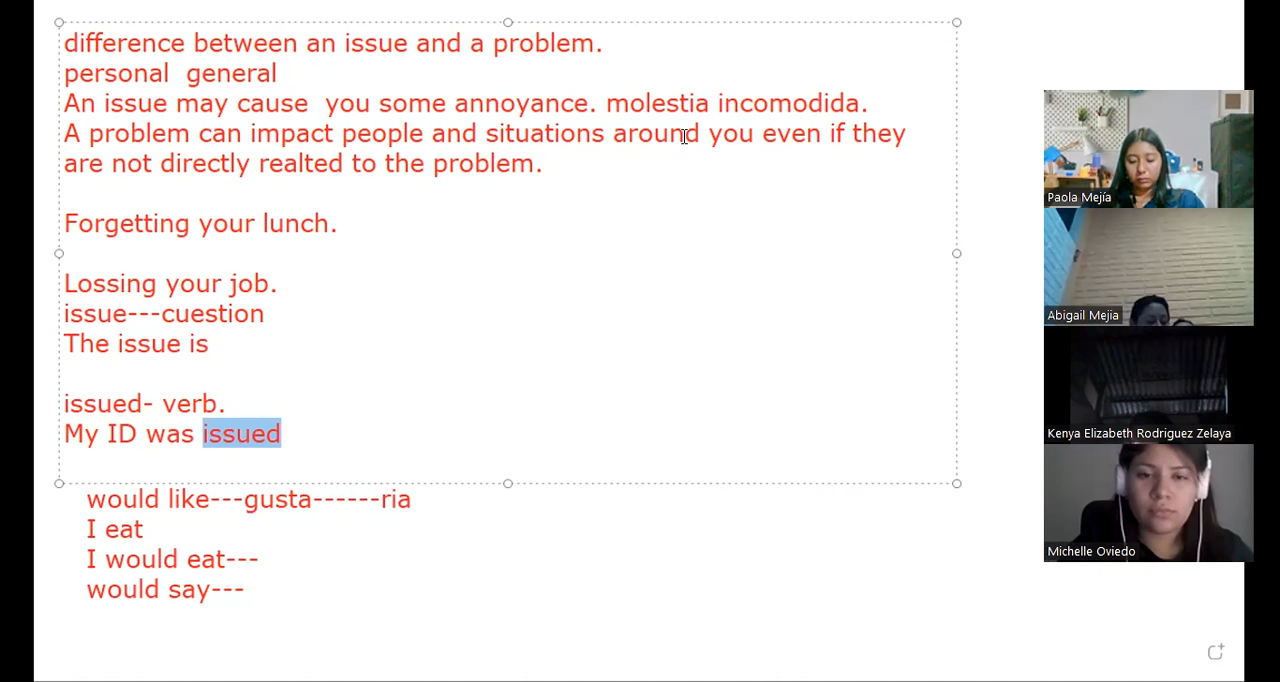 difference between an issue and a problem.
personal  general
An issue may cause  you some annoyance. molestia incomodida.
A problem can impact people and situations around you even if they
are not directly realted to the problem.
Forgetting your lunch.
Lossing your job.
issue---cuestion
The issue is
issued- verb.
My ID was issued
would like---gusta------ria
I eat
I would eat---
would say---
Paola Mejía
Abigail Mejia
Kenya Elizabeth Rodriguez Zelaya
Michelle Oviedo